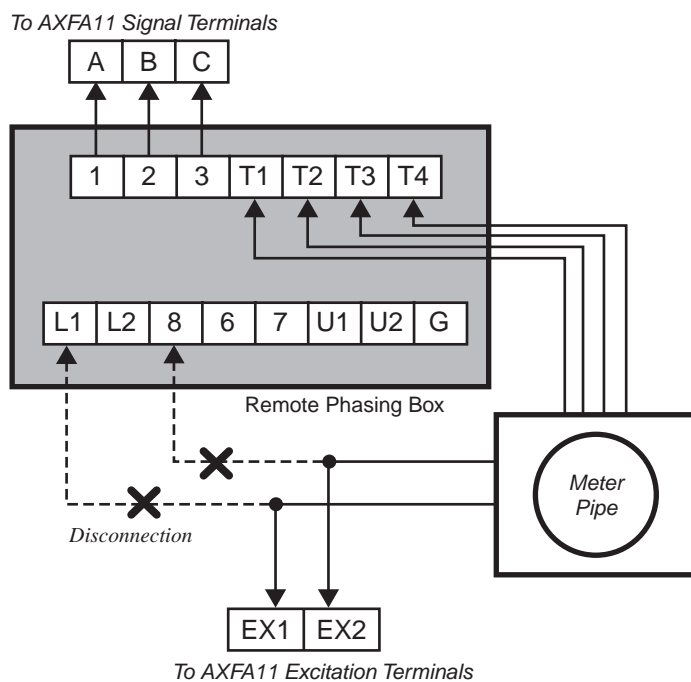 To AXFA11 Signal Terminals
A B C
1 2 3 T1 T2 T3 T4
L1 L2 8 6 7 U1 U2 G
Remote Phasing Box
Meter
Pipe
Disconnection
EX1 EX2
To AXFA11 Excitation Terminals